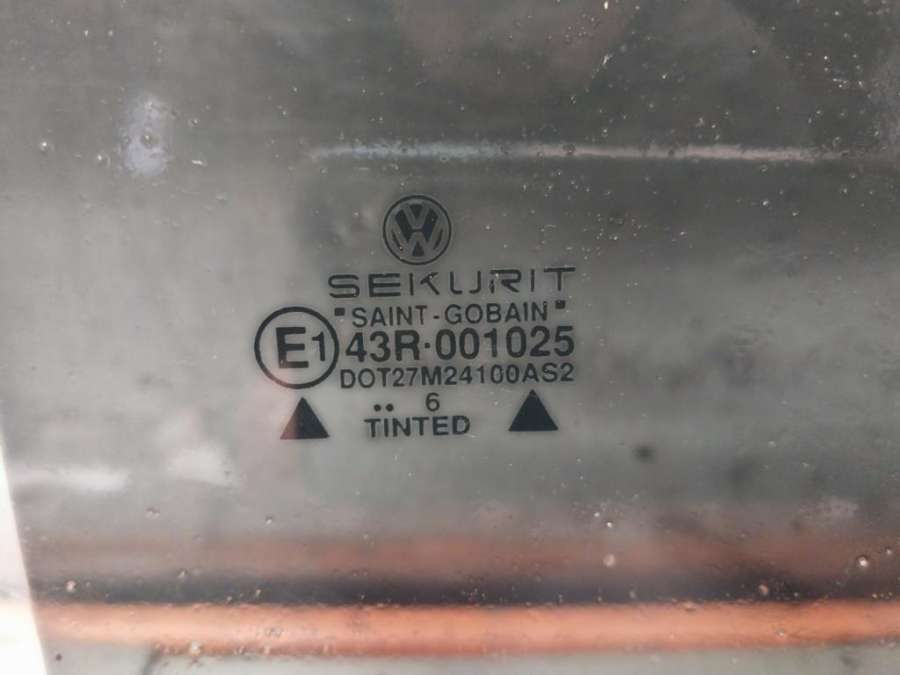 VW
SEKURIT
"SAINT-GOBAIN"
E1 43R·001025
DOT27M24100AS2
.. 6
TINTED